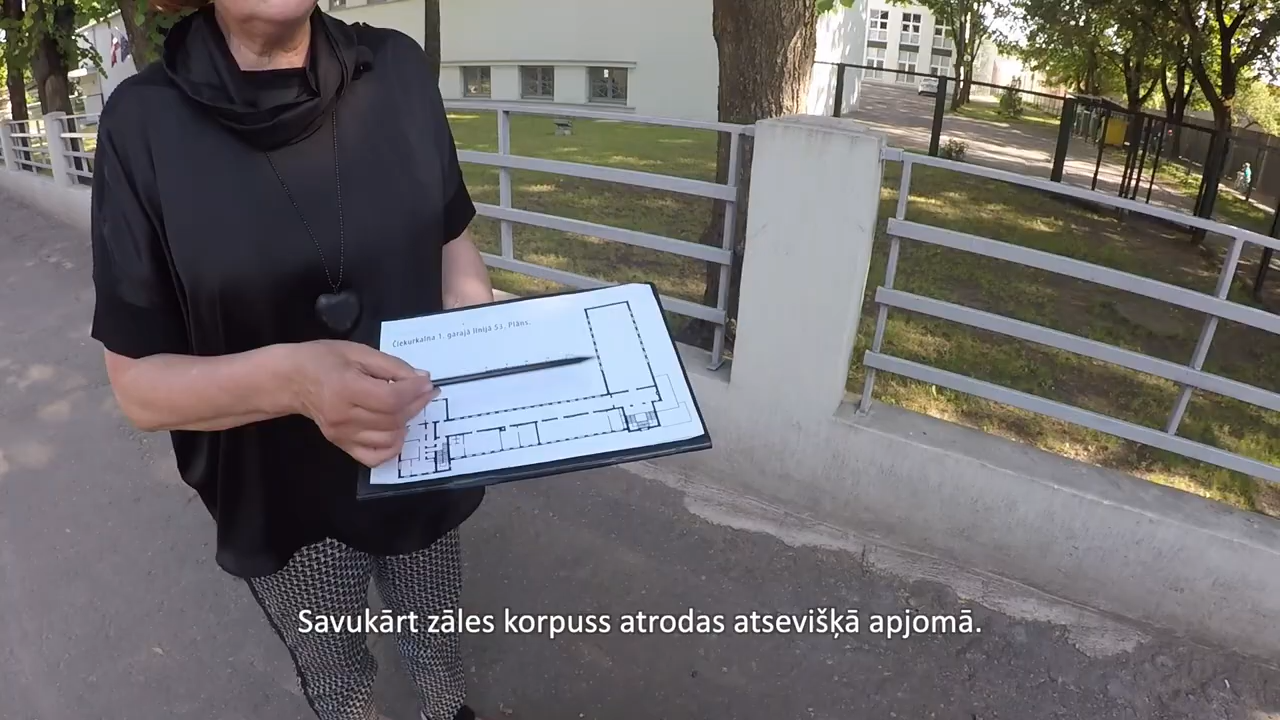 Čiekurkalna 1. garajā līnijā 53. Plāns.
Savukārt zāles korpuss atrodas atsevišķā apjomā.